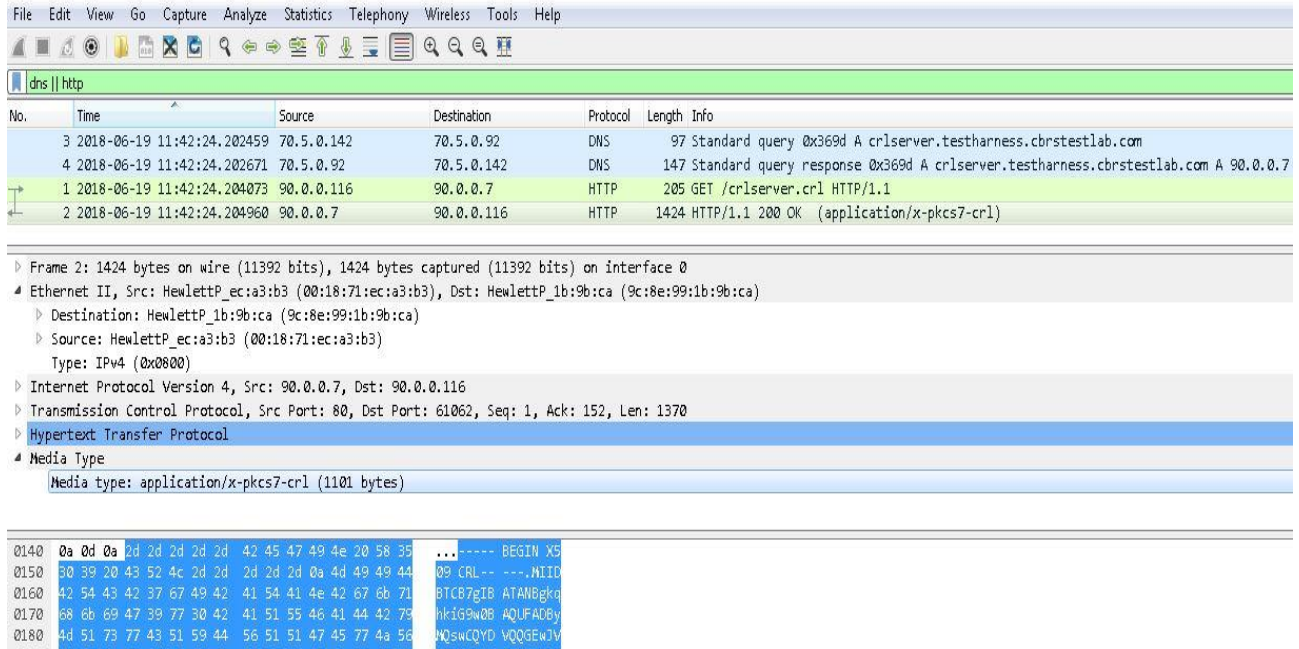 File Edit View Go Capture Analyze Statistics Telephony Wireless Tools Help
dns || http
No. Time Source Destination Protocol Length Info
3 2018-06-19 11:42:24.202459 70.5.0.142 70.5.0.92 DNS 97 Standard query 0x369d A crlserver.testharness.cbrstestlab.com
4 2018-06-19 11:42:24.202671 70.5.0.92 70.5.0.142 DNS 147 Standard query response 0x369d A crlserver.testharness.cbrstestlab.com A 90.0.0.7
1 2018-06-19 11:42:24.204073 90.0.0.116 90.0.0.7 HTTP 205 GET /crlserver.crl HTTP/1.1
2 2018-06-19 11:42:24.204960 90.0.0.7 90.0.0.116 HTTP 1424 HTTP/1.1 200 OK (application/x-pkcs7-crl)
Frame 2: 1424 bytes on wire (11392 bits), 1424 bytes captured (11392 bits) on interface 0
Ethernet II, Src: HewlettP_ec:a3:b3 (00:18:71:ec:a3:b3), Dst: HewlettP_1b:9b:ca (9c:8e:99:1b:9b:ca)
Destination: HewlettP_1b:9b:ca (9c:8e:99:1b:9b:ca)
Source: HewlettP_ec:a3:b3 (00:18:71:ec:a3:b3)
Type: IPv4 (0x0800)
Internet Protocol Version 4, Src: 90.0.0.7, Dst: 90.0.0.116
Transmission Control Protocol, Src Port: 80, Dst Port: 61062, Seq: 1, Ack: 152, Len: 1370
Hypertext Transfer Protocol
Media Type
Media type: application/x-pkcs7-crl (1101 bytes)
0140 0a 0d 0a 2d 2d 2d 2d 2d 42 45 47 49 4e 20 58 35 ...----- BEGIN X5
0150 30 39 20 43 52 4c 2d 2d 2d 2d 2d 0a 4d 49 49 44 09 CRL-- ---.MIID
0160 42 54 43 42 37 67 49 42 41 54 41 4e 42 67 6b 71 BTCB7gIB ATANBgkq
0170 68 6b 69 47 39 77 30 42 41 51 55 46 41 44 42 79 hkiG9w0B AQUFADBy
0180 4d 51 73 77 43 51 59 44 56 51 51 47 45 77 4a 56 MQswCQYD VQQGEwJV